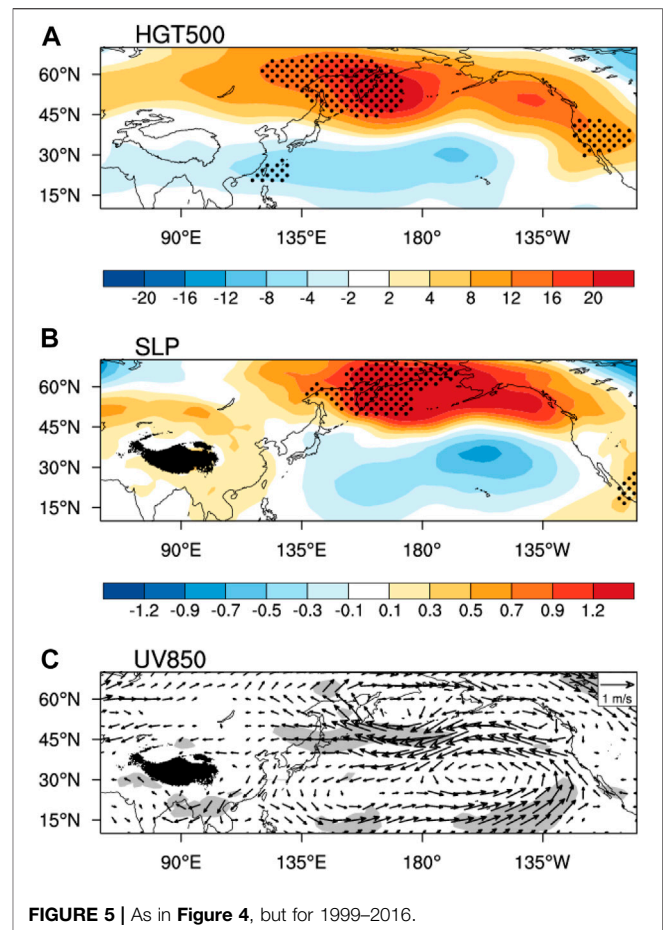 A HGT500
60°N
45°N
30°N
15°N
90°E 135°E 180° 135°W
-20 -16 -12 -8 -4 -2 2 4 8 12 16 20
B SLP
60°N
45°N
30°N
15°N
90°E 135°E 180° 135°W
-1.2 -0.9 -0.7 -0.5 -0.3 -0.1 0.1 0.3 0.5 0.7 0.9 1.2
C UV850
60°N
1 m/s
45°N
30°N
15°N
90°E 135°E 180° 135°W
FIGURE 5 | As in Figure 4, but for 1999–2016.